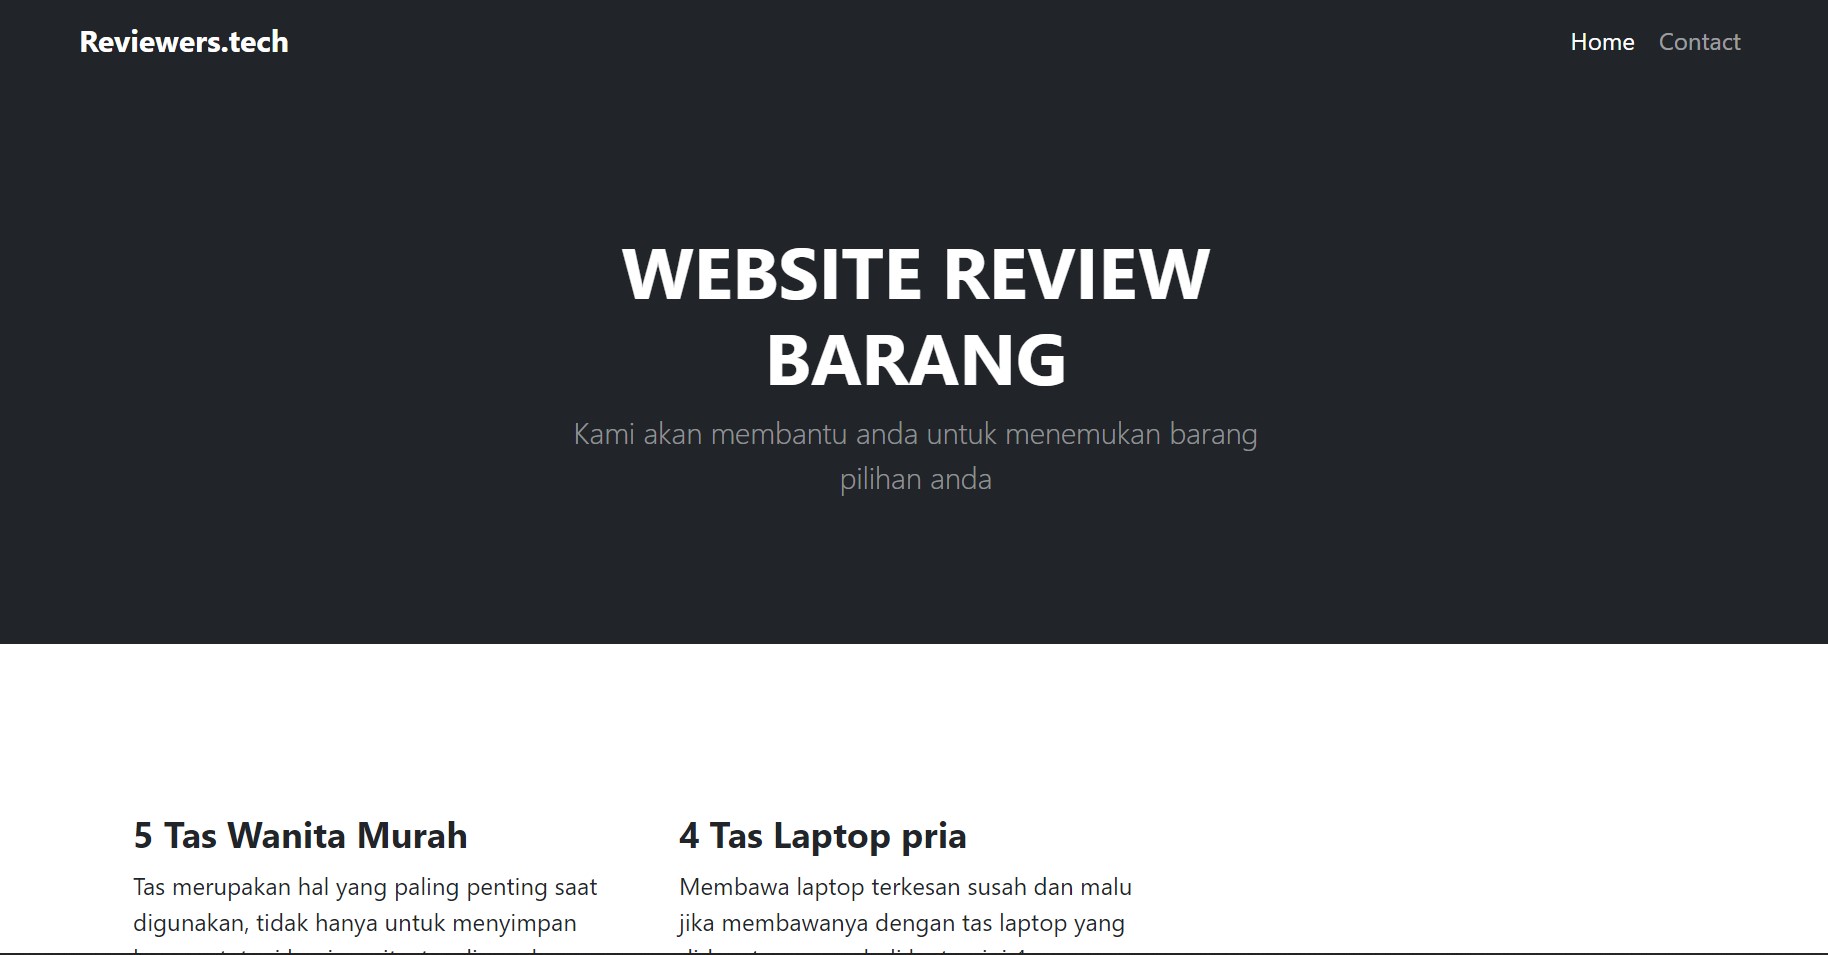 Reviewers.tech
Home Contact
WEBSITE REVIEW
BARANG
Kami akan membantu anda untuk menemukan barang
pilihan anda
5 Tas Wanita Murah
Tas merupakan hal yang paling penting saat
digunakan, tidak hanya untuk menyimpan
4 Tas Laptop pria
Membawa laptop terkesan susah dan malu
jika membawanya dengan tas laptop yang